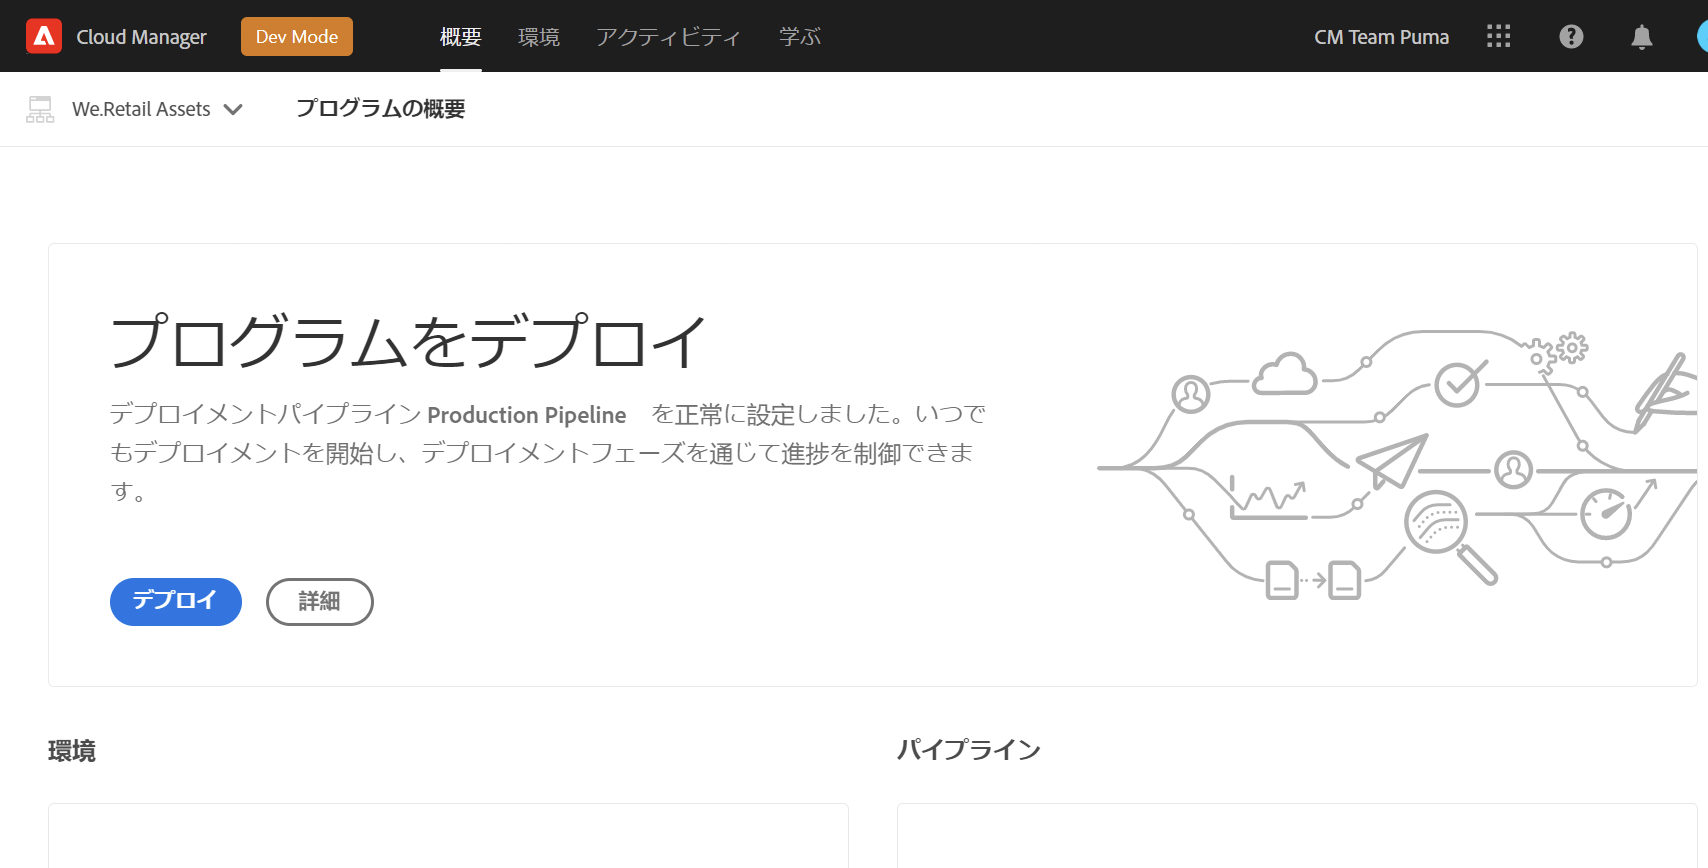 Cloud Manager Dev Mode 概要 環境 アクティビティ 学ぶ CM Team Puma
We.Retail Assets プログラムの概要
プログラムをデプロイ
デプロイメントパイプライン Production Pipeline を正常に設定しました。いつで
もデプロイメントを開始し、デプロイメントフェーズを通じて進捗を制御できま
す。
デプロイ 詳細
環境 パイプライン